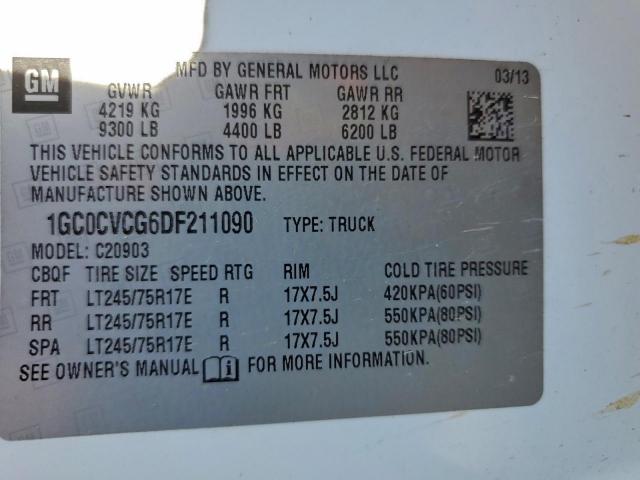 GM
MFD BY GENERAL MOTORS LLC 03/13
GVWR GAWR FRT GAWR RR
4219 KG 1996 KG 2812 KG
9300 LB 4400 LB 6200 LB
THIS VEHICLE CONFORMS TO ALL APPLICABLE U.S. FEDERAL MOTOR
VEHICLE SAFETY STANDARDS IN EFFECT ON THE DATE OF
MANUFACTURE SHOWN ABOVE.
1GC0CVCG6DF211090 TYPE: TRUCK
MODEL: C20903
CBQF TIRE SIZE SPEED RTG RIM COLD TIRE PRESSURE
FRT LT245/75R17E R 17X7.5J 420KPA(60PSI)
RR LT245/75R17E R 17X7.5J 550KPA(80PSI)
SPA LT245/75R17E R 17X7.5J 550KPA(80PSI)
SEE OWNER'S MANUAL FOR MORE INFORMATION.